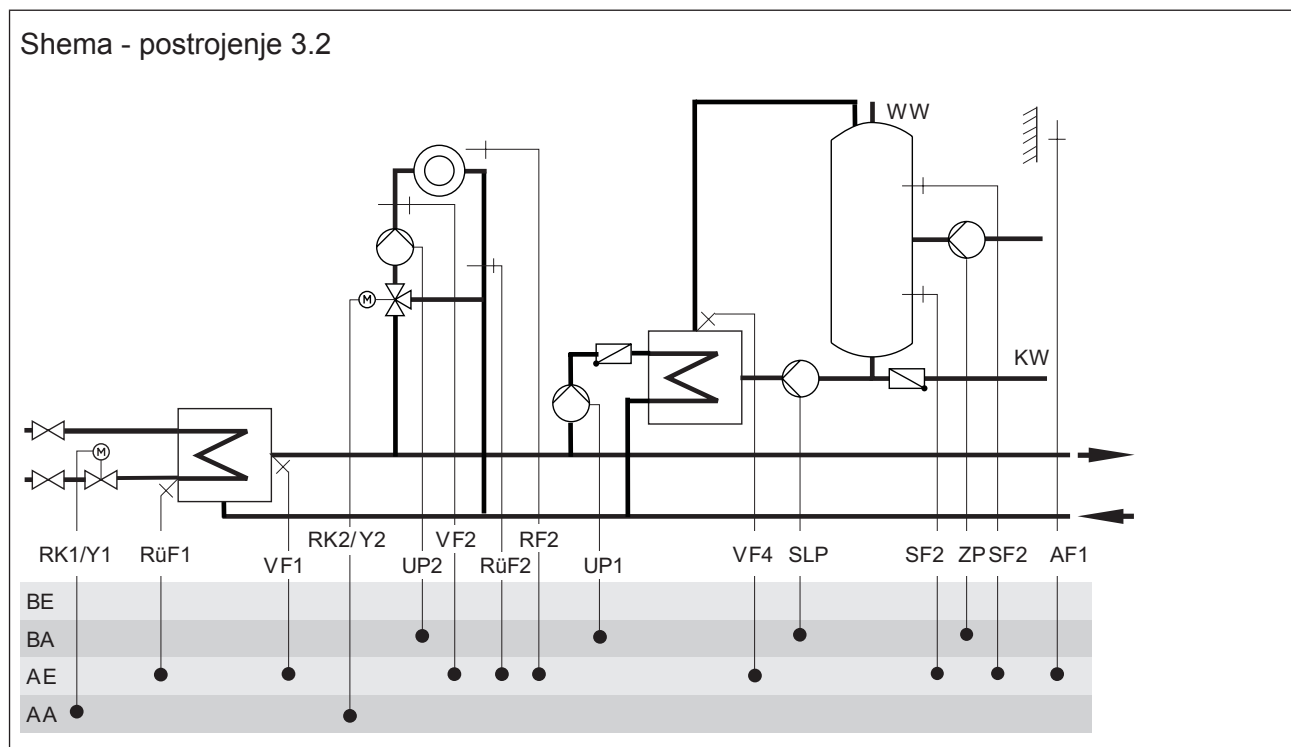 Shema - postrojenje 3.2
WW
M
KW
M
RK1/Y1
RüF1
VF1
RK2/Y2
UP2
VF2
RüF2
RF2
UP1
VF4
SLP
SF2
ZP
SF2
AF1
BE
BA
AE
AA